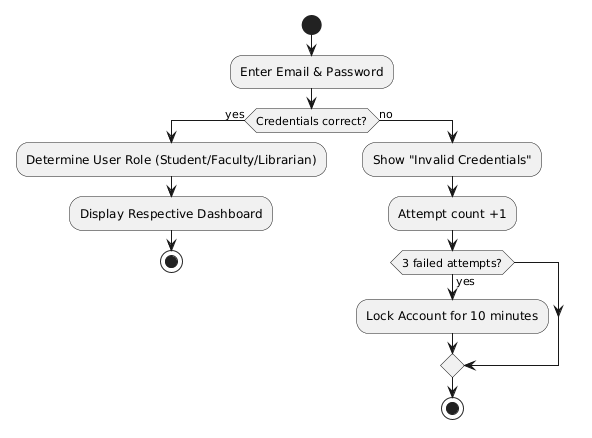 Enter Email & Password
yes
Credentials correct?
no
Determine User Role (Student/Faculty/Librarian)
Show "Invalid Credentials"
Display Respective Dashboard
Attempt count +1
3 failed attempts?
yes
Lock Account for 10 minutes